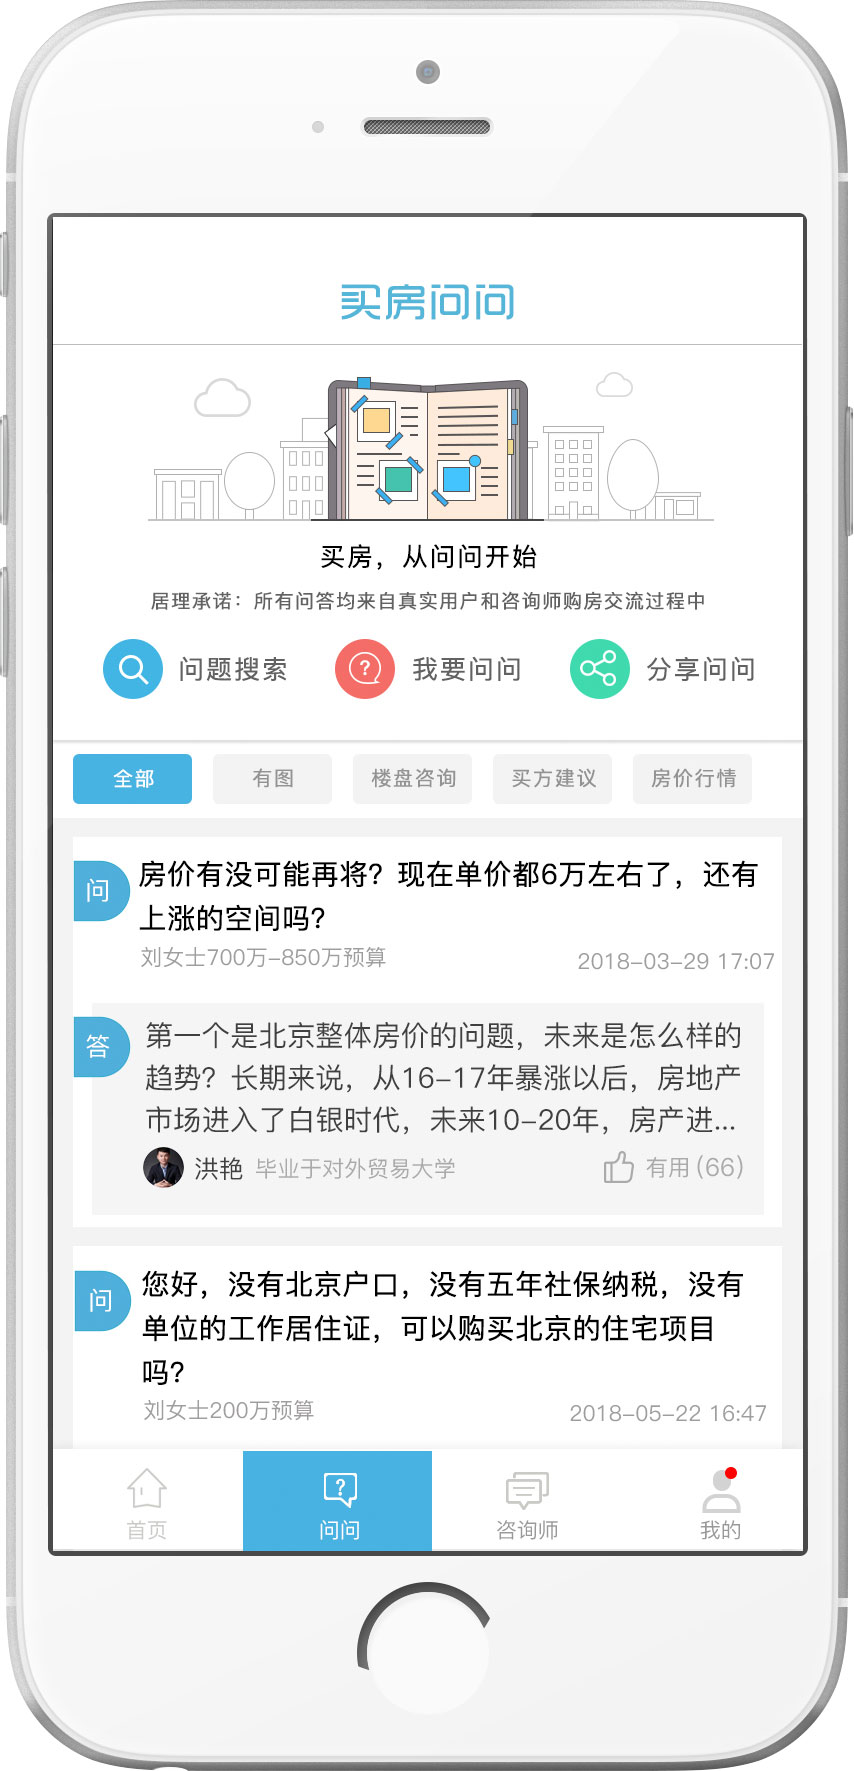 买房问问
买房，从问问开始
居理承诺：所有问答均来自真实用户和咨询师购房交流过程中
问题搜索 我要问问 分享问问
全部 有图 楼盘咨询 买方建议 房价行情
问 房价有没可能再将？现在单价都6万左右了，还有
上涨的空间吗？
刘女士700万-850万预算 2018-03-29 17:07
答 第一个是北京整体房价的问题，未来是怎么样的
趋势？长期来说，从16-17年暴涨以后，房地产
市场进入了白银时代，未来10-20年，房产进...
洪艳 毕业于对外贸易大学 有用(66)
问 您好，没有北京户口，没有五年社保纳税，没有
单位的工作居住证，可以购买北京的住宅项目
吗？
刘女士200万预算 2018-05-22 16:47
首页 问问 咨询师 我的